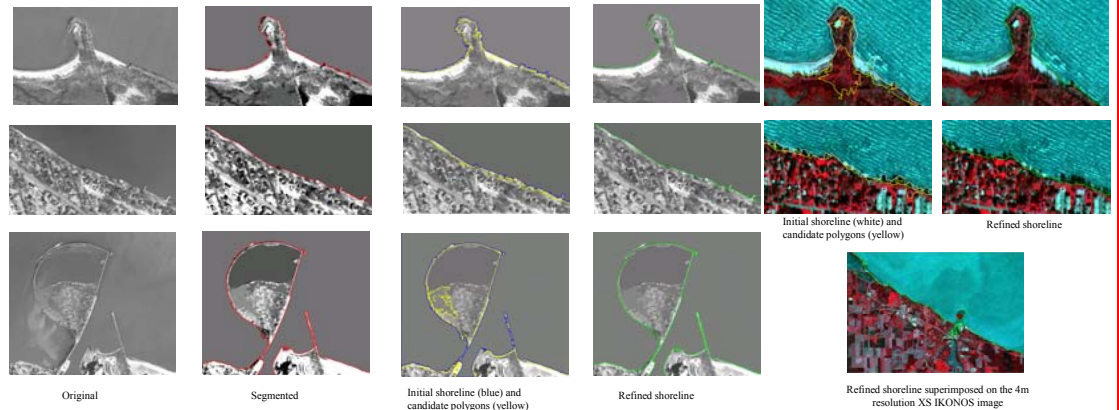 Initial shoreline (white) and
candidate polygons (yellow)
Refined shoreline
Original
Segmented
Initial shoreline (blue) and
candidate polygons (yellow)
Refined shoreline
Refined shoreline superimposed on the 4m
resolution XS IKONOS image